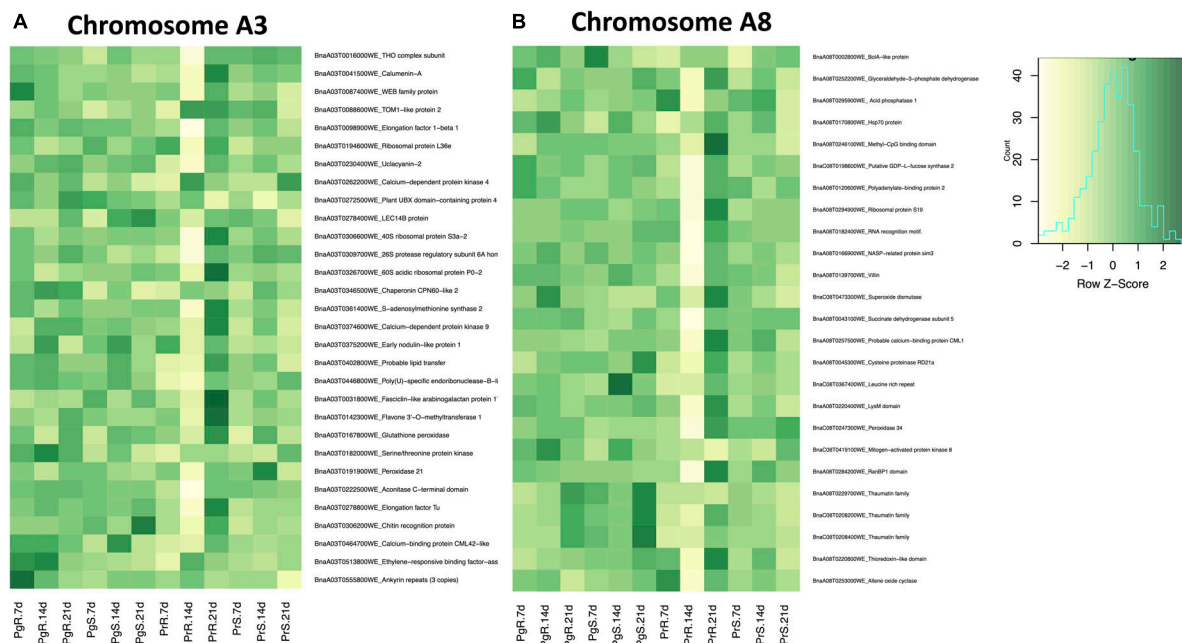 A
Chromosome A3
BnaA03T0016000WE_THO complex subunit
BnaA03T0041500WE_Calumenin-A
BnaA03T0087400WE_WEB family protein
BnaA03T0088600WE_TOM1-like protein 2
BnaA03T0098900WE_Elongation factor 1-beta 1
BnaA03T0194600WE_Ribosomal protein L36e
BnaA03T0230400WE_Uclacyanin-2
BnaA03T0262200WE_Calcium-dependent protein kinase 4
BnaA03T0272500WE_Plant UBX domain-containing protein 4
BnaA03T0278400WE_LEC14B protein
BnaA03T0306600WE_40S ribosomal protein S3a-2
BnaA03T0309700WE_26S protease regulatory subunit 6A hom
BnaA03T0326700WE_60S acidic ribosomal protein P0-2
BnaA03T0346500WE_Chaperonin CPN60-like 2
BnaA03T0361400WE_S-adenosylmethionine synthase 2
BnaA03T0374600WE_Calcium-dependent protein kinase 9
BnaA03T0375200WE_Early nodulin-like protein 1
BnaA03T0402800WE_Probable lipid transfer
BnaA03T0446800WE_Poly(U)-specific endoribonuclease-B-li
BnaA03T0031800WE_Fasciclin-like arabinogalactan protein 1
BnaA03T0142300WE_Flavone 3'-O-methyltransferase 1
BnaA03T0167800WE_Glutathione peroxidase
BnaA03T0182000WE_Serine/threonine protein kinase
BnaA03T0191900WE_Peroxidase 21
BnaA03T0222500WE_Aconitase C-terminal domain
BnaA03T0278800WE_Elongation factor Tu
BnaA03T0306200WE_Chitin recognition protein
BnaA03T0464700WE_Calcium-binding protein CML42-like
BnaA03T0513800WE_Ethylene-responsive binding factor-ass
BnaA03T0555800WE_Ankyrin repeats (3 copies)
PgR.7d
PgR.14d
PgR.21d
PgS.7d
PgS.14d
PgS.21d
PrR.7d
PrR.14d
PrR.21d
PrS.7d
PrS.14d
PrS.21d
B
Chromosome A8
BnaA08T0002800WE_BolA-like protein
BnaA08T0252200WE_Glyceraldehyde-3-phosphate dehydrogenase
BnaA08T0295900WE_ Acid phosphatase 1
BnaA08T0170800WE_Hsp70 protein
BnaA08T0246100WE_Methyl-CpG binding domain
BnaC08T0198600WE_Putative GDP-L-fucose synthase 2
BnaA08T0120600WE_Polyadenylate-binding protein 2
BnaA08T0294900WE_Ribosomal protein S19
BnaA08T0182400WE_RNA recognition motif.
BnaA08T0166900WE_NASP-related protein sim3
BnaA08T0139700WE_Villin
BnaC08T0473300WE_Superoxide dismutase
BnaA08T0043100WE_Succinate dehydrogenase subunit 5
BnaA08T0257500WE_Probable calcium-binding protein CML1
BnaA08T0045300WE_Cysteine proteinase RD21a
BnaC08T0367400WE_Leucine rich repeat
BnaA08T0220400WE_LysM domain
BnaC08T0247300WE_Peroxidase 34
BnaC08T0419100WE_Mitogen-activated protein kinase 8
BnaA08T0284200WE_RanBP1 domain
BnaA08T0229700WE_Thaumatin family
BnaC08T0208200WE_Thaumatin family
BnaC08T0208400WE_Thaumatin family
BnaA08T0220800WE_Thioredoxin-like domain
BnaA08T0253000WE_Allene oxide cyclase
PgR.7d
PgR.14d
PgR.21d
PgS.7d
PgS.14d
PgS.21d
PrR.7d
PrR.14d
PrR.21d
PrS.7d
PrS.14d
PrS.21d
Count
0
10
20
30
40
-2
-1
0
1
2
Row Z-Score